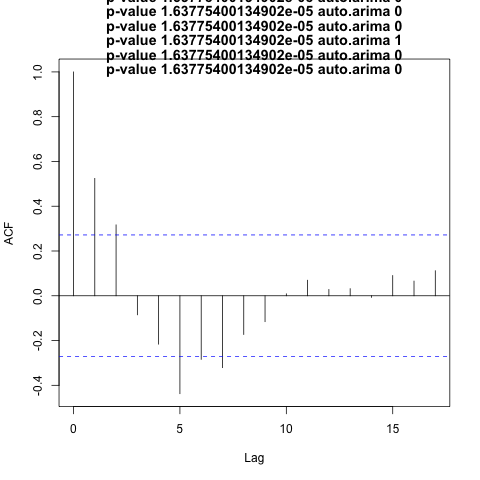 p-value 1.63775400134902e-05 auto.arima 0
p-value 1.63775400134902e-05 auto.arima 0
p-value 1.63775400134902e-05 auto.arima 0
p-value 1.63775400134902e-05 auto.arima 1
p-value 1.63775400134902e-05 auto.arima 0
p-value 1.63775400134902e-05 auto.arima 0
1.0
0.8
0.6
0.4
0.2
0.0
-0.2
-0.4
ACF
0 5 10 15
Lag